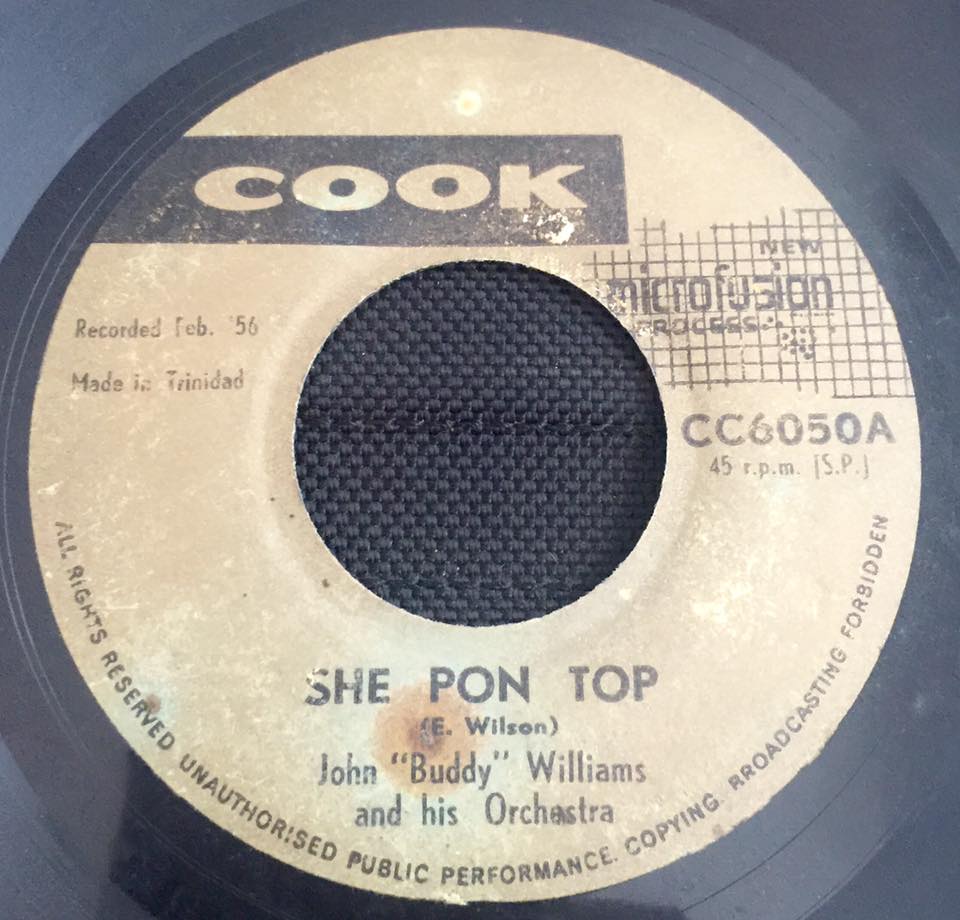 COOK
NEW
microfusion
PROCESS
Recorded Feb. '56
Made in Trinidad
CC6050A
45 r.p.m. [S.P.]
SHE PON TOP
(E. Wilson)
John "Buddy" Williams
and his Orchestra
ALL RIGHTS RESERVED UNAUTHORISED PUBLIC PERFORMANCE. COPYING. RROADCASTING FORBIDDEN